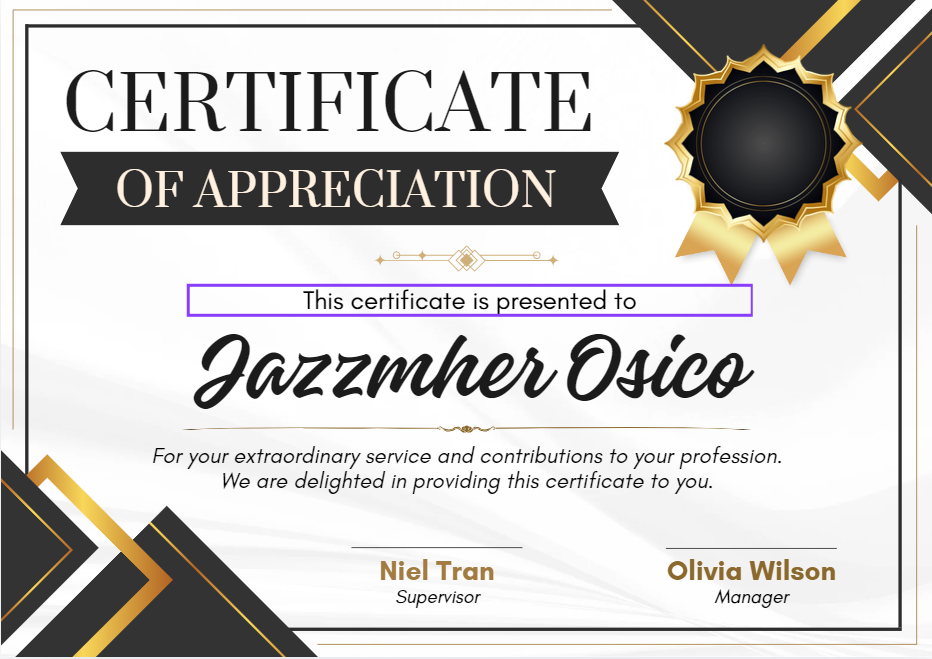 CERTIFICATE
OF APPRECIATION
This certificate is presented to
Jazzmher Osico
For your extraordinary service and contributions to your profession.
We are delighted in providing this certificate to you.
Niel Tran
Supervisor
Olivia Wilson
Manager